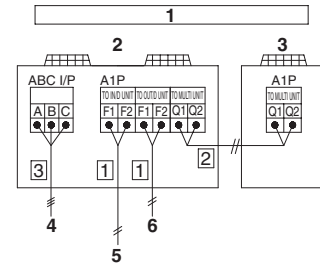 1
2
3
ABC I/P
A1P
A1P
TO IN/D UNIT
TO OUT/D UNIT
TO MULTI UNIT
TO MULTI UNIT
A B C
F1 F2 F1 F2 Q1 Q2
Q1 Q2
3
1
1
2
4
6
5